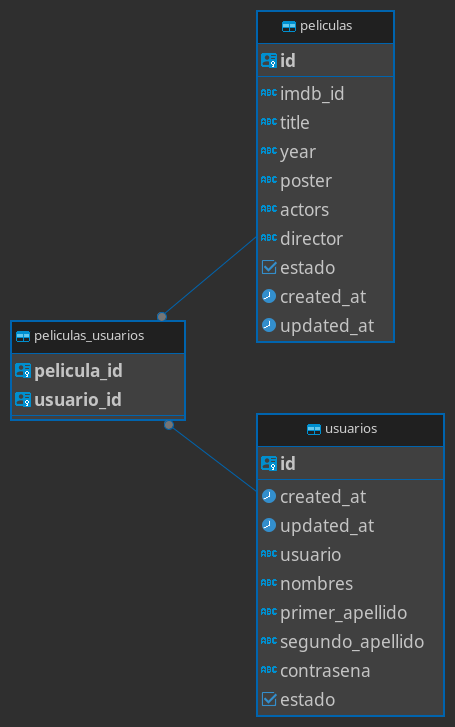 peliculas
id
imdb_id
title
year
poster
actors
director
estado
created_at
updated_at
peliculas_usuarios
pelicula_id
usuario_id
usuarios
id
created_at
updated_at
usuario
nombres
primer_apellido
segundo_apellido
contrasena
estado